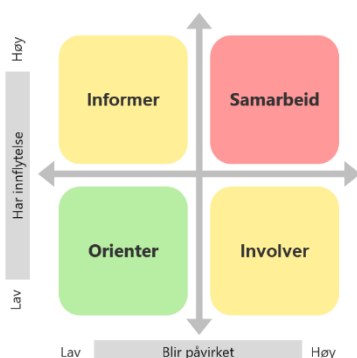 Høy
Informer
Samarbeid
Har innflytelse
Orienter
Involver
Lav
Lav
Blir påvirket
Høy